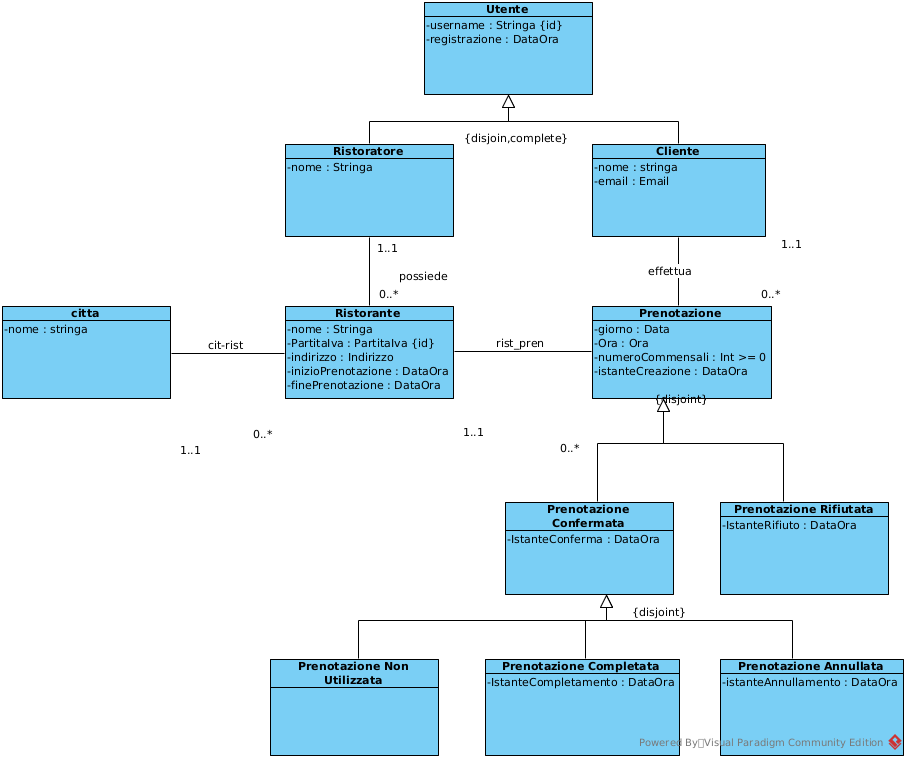 Utente
-username : Stringa {id}
-registrazione : DataOra
{disjoin,complete}
Ristoratore
-nome : Stringa
Cliente
-nome : stringa
-email : Email
1..1
possiede
0..*
1..1
effettua
0..*
citta
-nome : stringa
cit-rist
Ristorante
-nome : Stringa
-PartitaIva : PartitaIva {id}
-indirizzo : Indirizzo
-inizioPrenotazione : DataOra
-finePrenotazione : DataOra
rist_pren
Prenotazione
-giorno : Data
-Ora : Ora
-numeroCommensali : Int >= 0
-istanteCreazione : DataOra
{disjoint}
1..1
0..*
1..1
0..*
Prenotazione
Confermata
-IstanteConferma : DataOra
Prenotazione Rifiutata
-IstanteRifiuto : DataOra
{disjoint}
Prenotazione Non
Utilizzata
Prenotazione Completata
-IstanteCompletamento : DataOra
Prenotazione Annullata
-istanteAnnullamento : DataOra
Powered By Visual Paradigm Community Edition